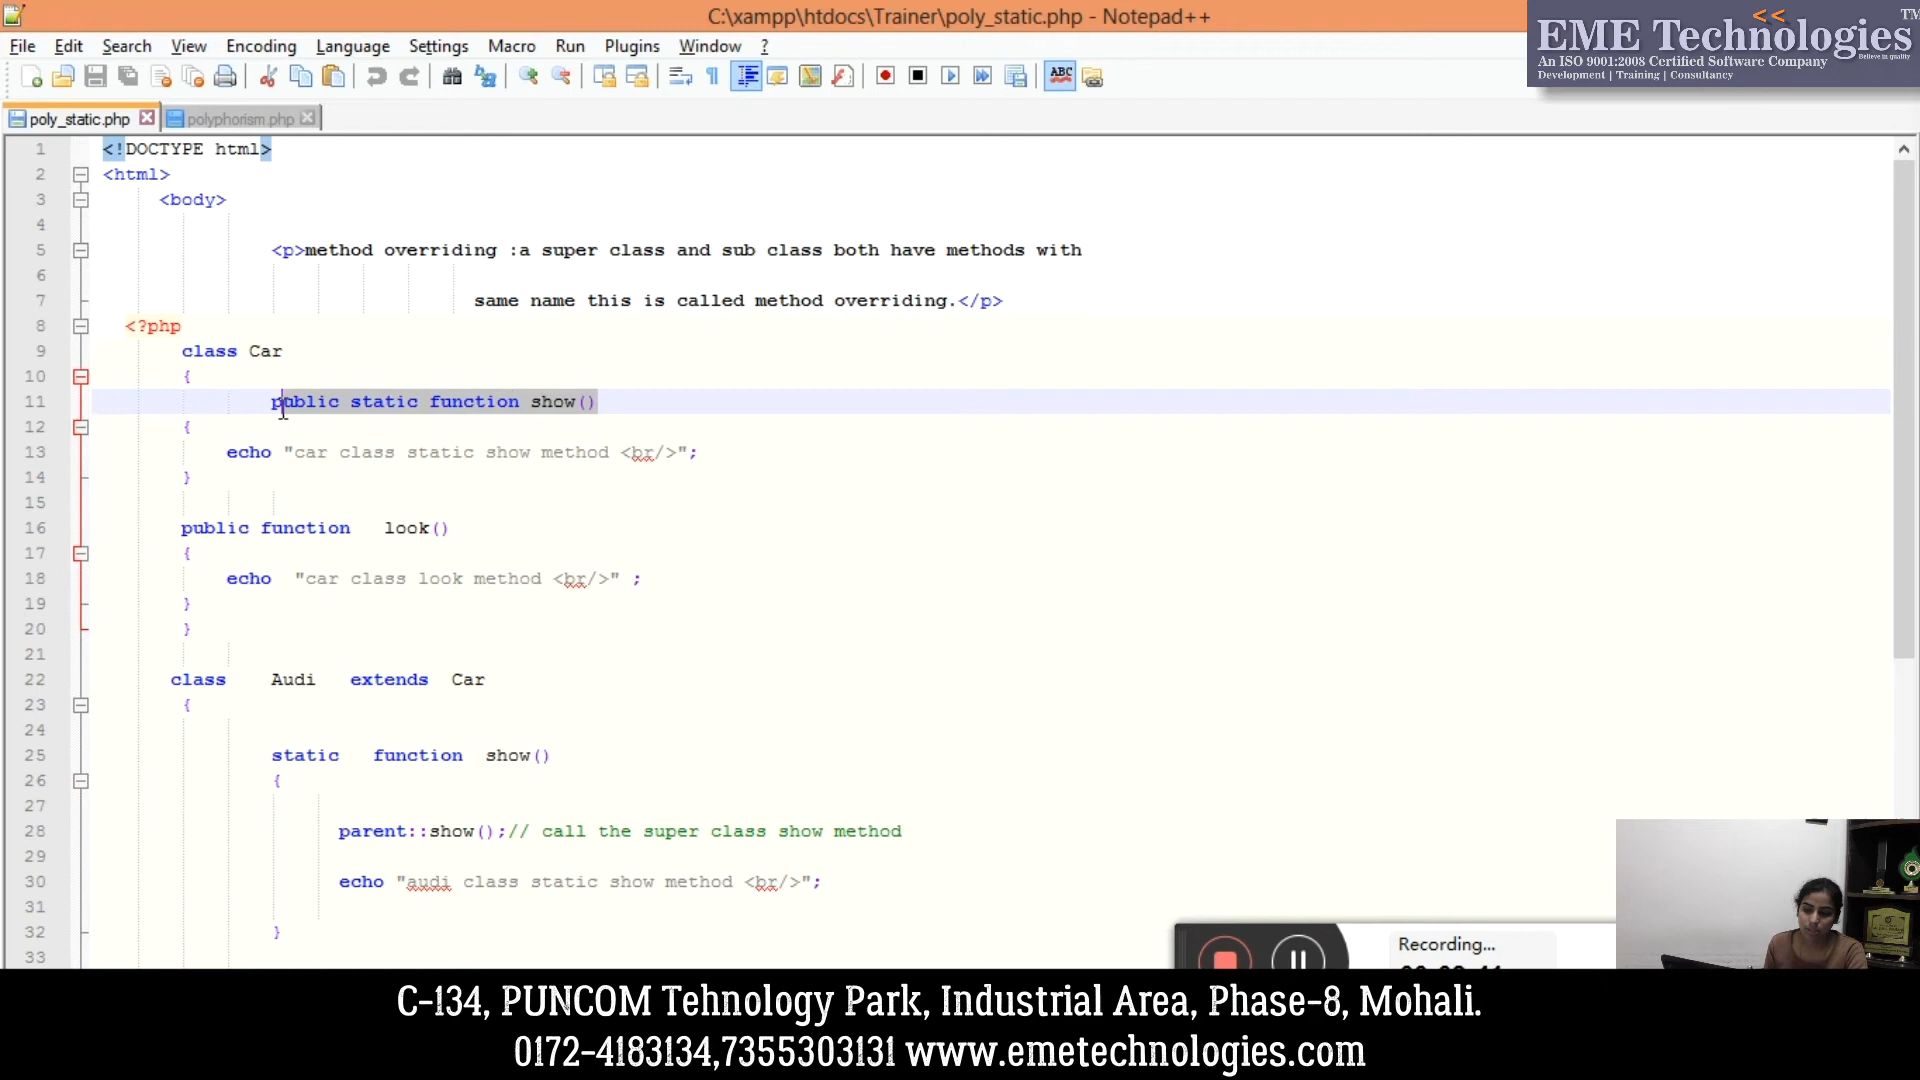 C:\xampp\htdocs\Trainer\poly_static.php - Notepad++
<<
TM
EME Technologies
Believe in quality
An ISO 9001:2008 Certified Software Company
Development | Training | Consultancy
File Edit Search View Encoding Language Settings Macro Run Plugins Window ?
ABC
poly_static.php polyphorism.php
1 <!DOCTYPE html>
2 <html>
3 <body>
4
5 <p>method overriding :a super class and sub class both have methods with
6
7 same name this is called method overriding.</p>
8 <?php
9 class Car
10 {
11 public static function show()
12 {
13 echo "car class static show method <br/>";
14 }
15
16 public function look()
17 {
18 echo "car class look method <br/>" ;
19 }
20 }
21
22 class Audi extends Car
23 {
24
25 static function show()
26 {
27
28 parent::show();// call the super class show method
29
30 echo "audi class static show method <br/>";
31
32 }
33
Recording...
C-134, PUNCOM Tehnology Park, Industrial Area, Phase-8, Mohali.
0172-4183134,7355303131 www.emetechnologies.com